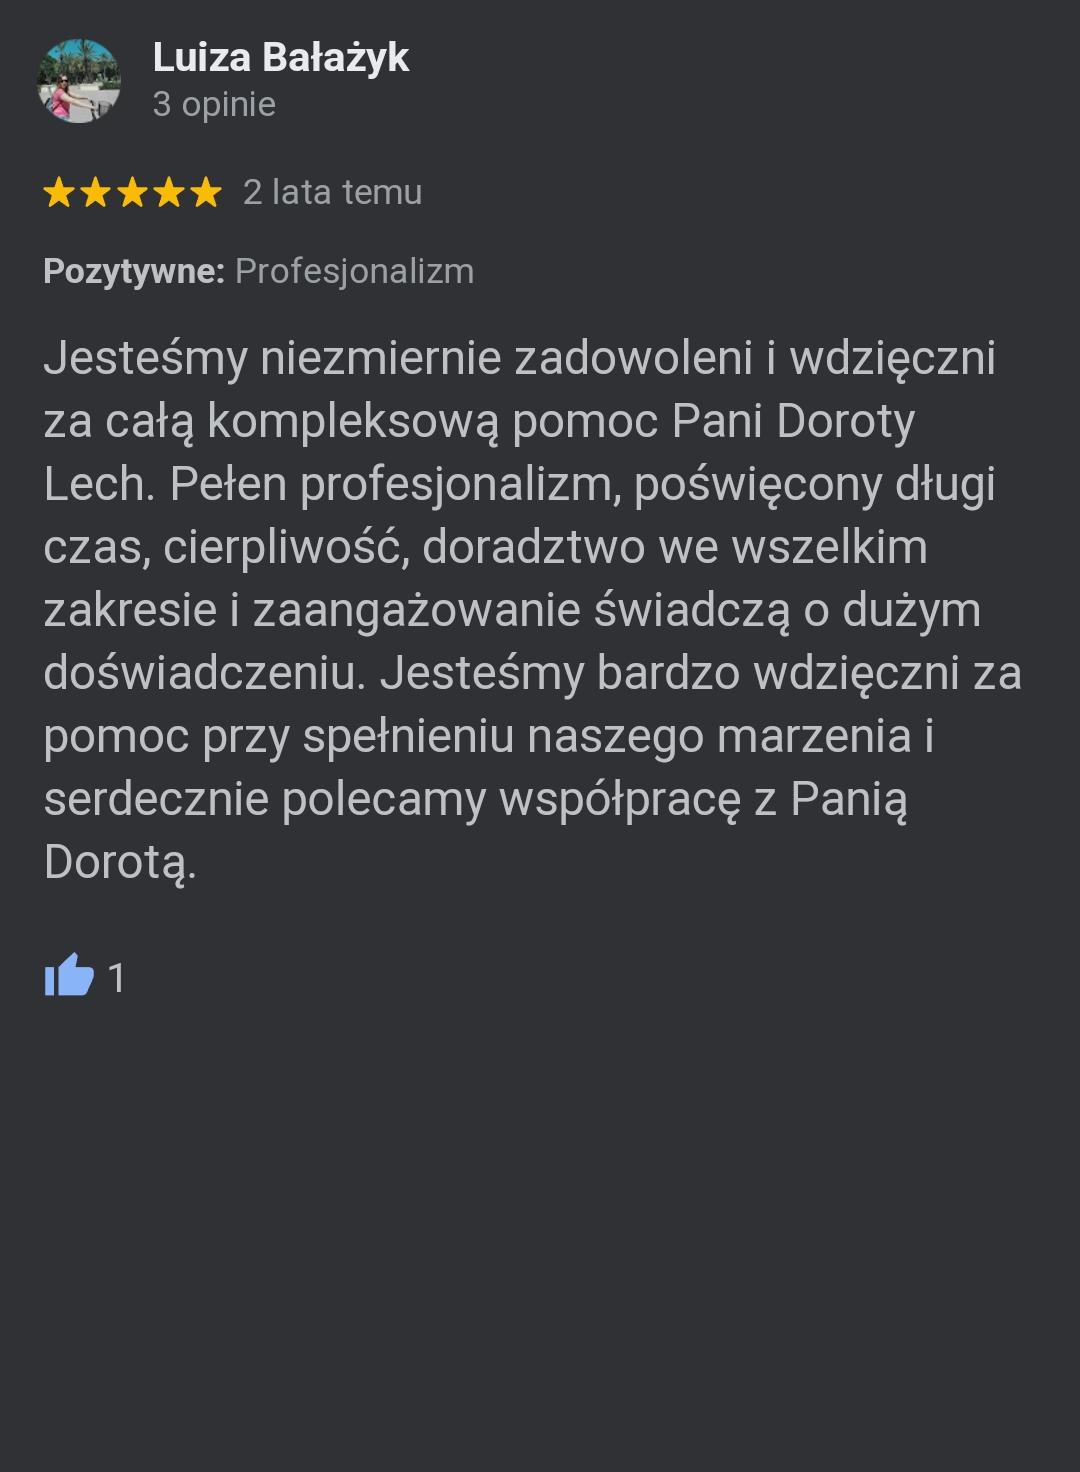 Luiza Bałażyk
3 opinie
2 lata temu
Pozytywne: Profesjonalizm
Jesteśmy niezmiernie zadowoleni i wdzięczni
za całą kompleksową pomoc Pani Doroty
Lech. Pełen profesjonalizm, poświęcony długi
czas, cierpliwość, doradztwo we wszelkim
zakresie i zaangażowanie świadczą o dużym
doświadczeniu. Jesteśmy bardzo wdzięczni za
pomoc przy spełnieniu naszego marzenia i
serdecznie polecamy współpracę z Panią
Dorotą.
1